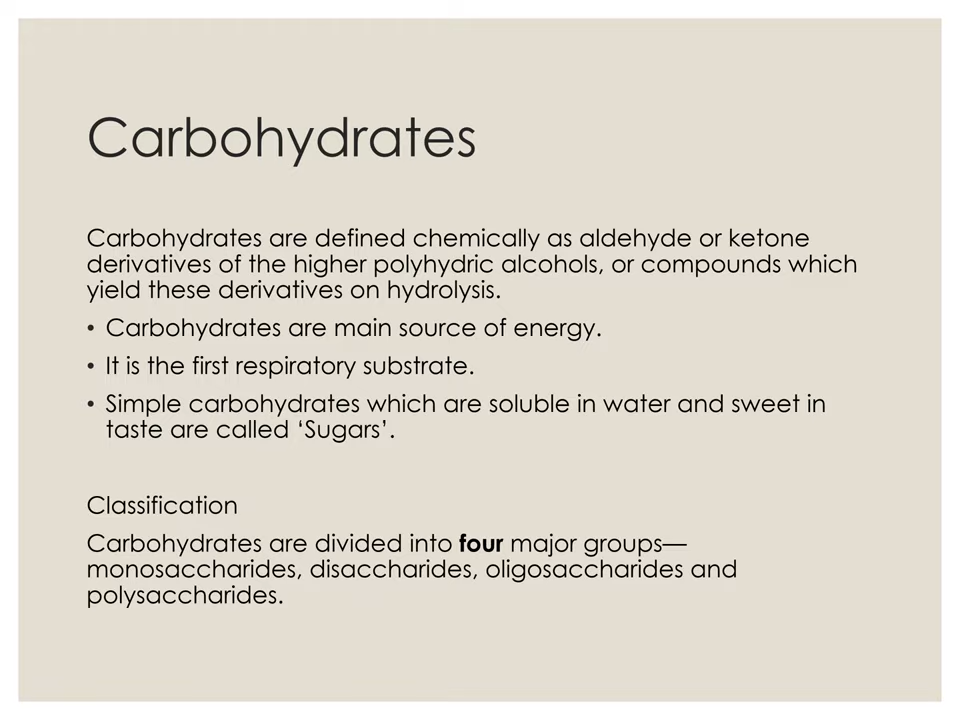 Carbohydrates
Carbohydrates are defined chemically as aldehyde or ketone
derivatives of the higher polyhydric alcohols, or compounds which
yield these derivatives on hydrolysis.
• Carbohydrates are main source of energy.
• It is the first respiratory substrate.
• Simple carbohydrates which are soluble in water and sweet in
taste are called ‘Sugars’.
Classification
Carbohydrates are divided into four major groups—
monosaccharides, disaccharides, oligosaccharides and
polysaccharides.